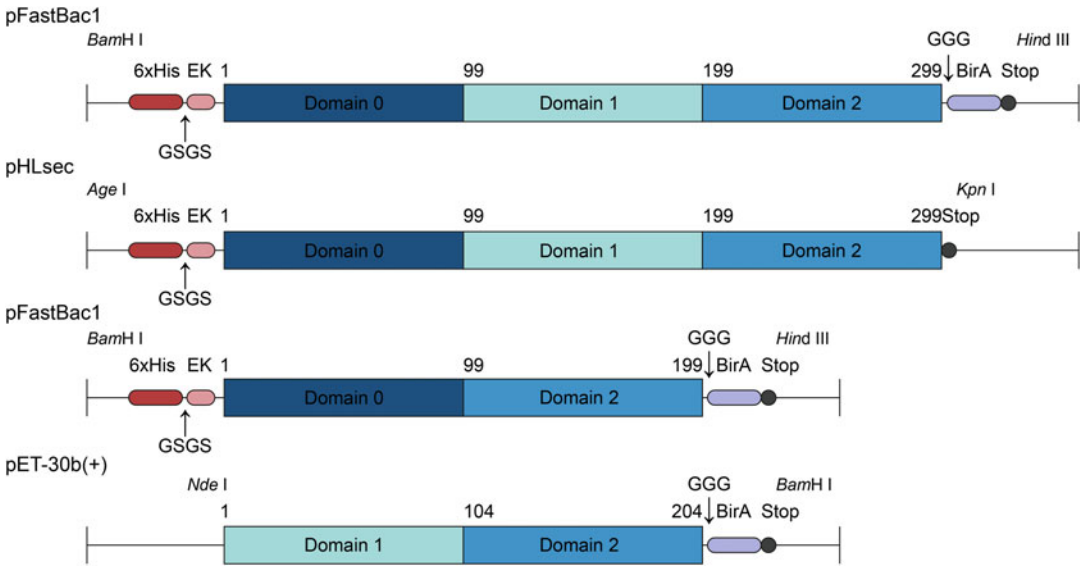 pFastBac1
BamH I GGG Hind III
6xHis EK 1 99 199 299 BirA Stop
Domain 0 Domain 1 Domain 2
GSGS
pHLsec
Age I Kpn I
6xHis EK 1 99 199 299 Stop
Domain 0 Domain 1 Domain 2
GSGS
pFastBac1
BamH I GGG Hind III
6xHis EK 1 99 199 BirA Stop
Domain 0 Domain 2
GSGS
pET-30b(+)
Nde I GGG BamH I
1 104 204 BirA Stop
Domain 1 Domain 2